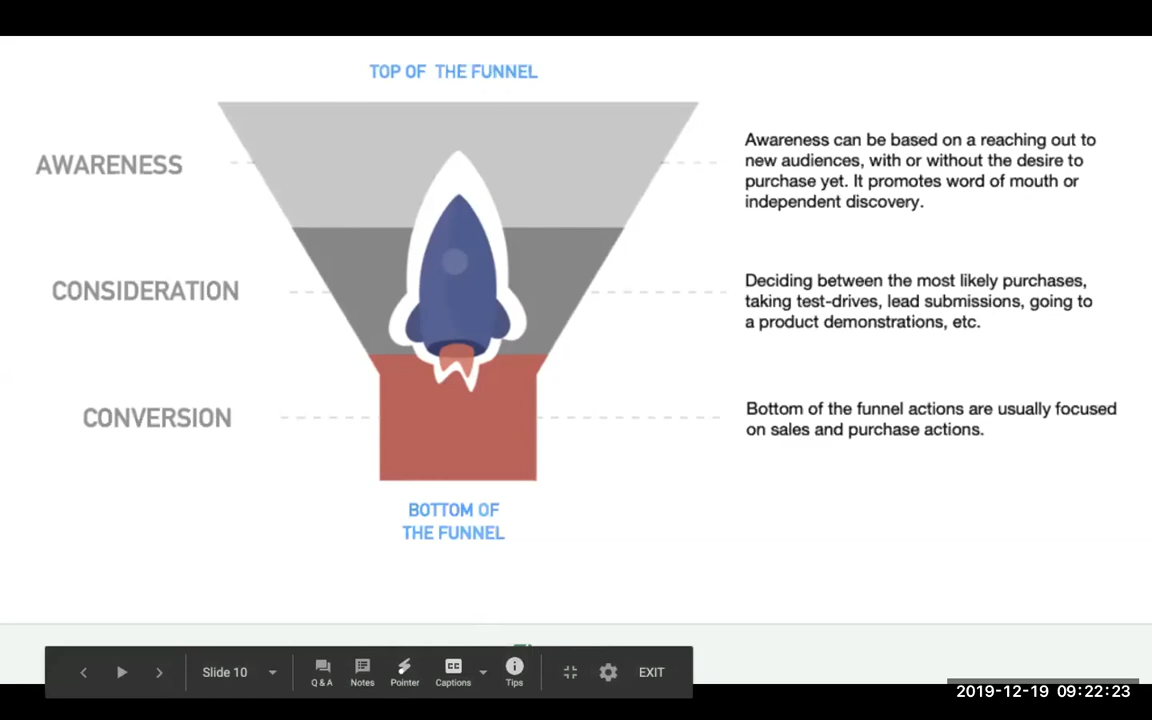 TOP OF THE FUNNEL
AWARENESS
Awareness can be based on a reaching out to
new audiences, with or without the desire to
purchase yet. It promotes word of mouth or
independent discovery.
CONSIDERATION
Deciding between the most likely purchases,
taking test-drives, lead submissions, going to
a product demonstrations, etc.
CONVERSION
Bottom of the funnel actions are usually focused
on sales and purchase actions.
BOTTOM OF
THE FUNNEL
Slide 10
Q & A
Notes
Pointer
CC
Captions
Tips
EXIT
2019-12-19 09:22:23